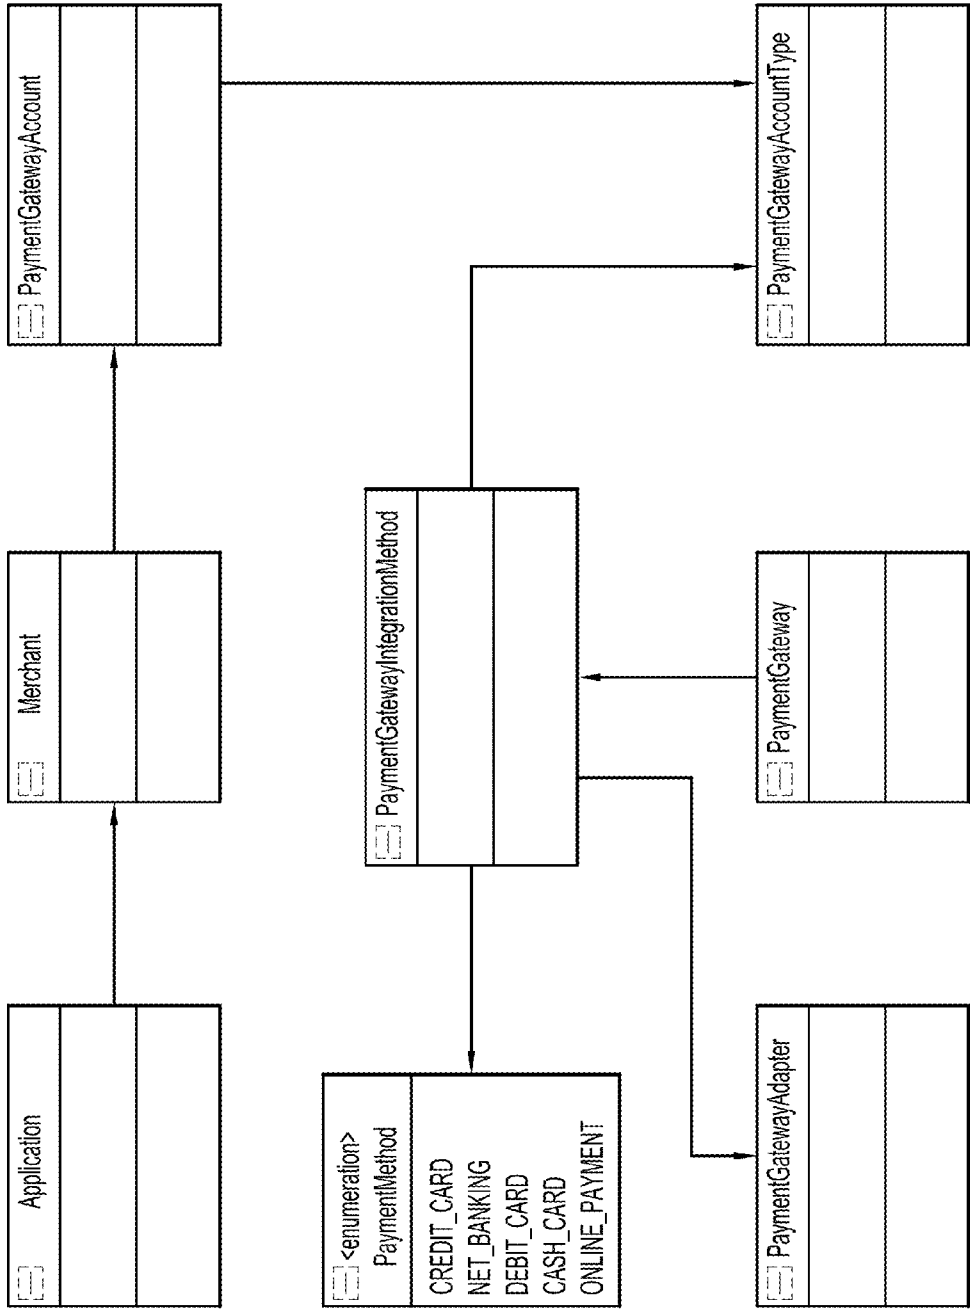 Application
Merchant
PaymentGatewayAccount
<enumeration>
PaymentMethod
CREDIT_CARD
NET_BANKING
DEBIT_CARD
CASH_CARD
ONLINE_PAYMENT
PaymentGatewayIntegrationMethod
PaymentGatewayAdapter
PaymentGateway
PaymentGatewayAccountType